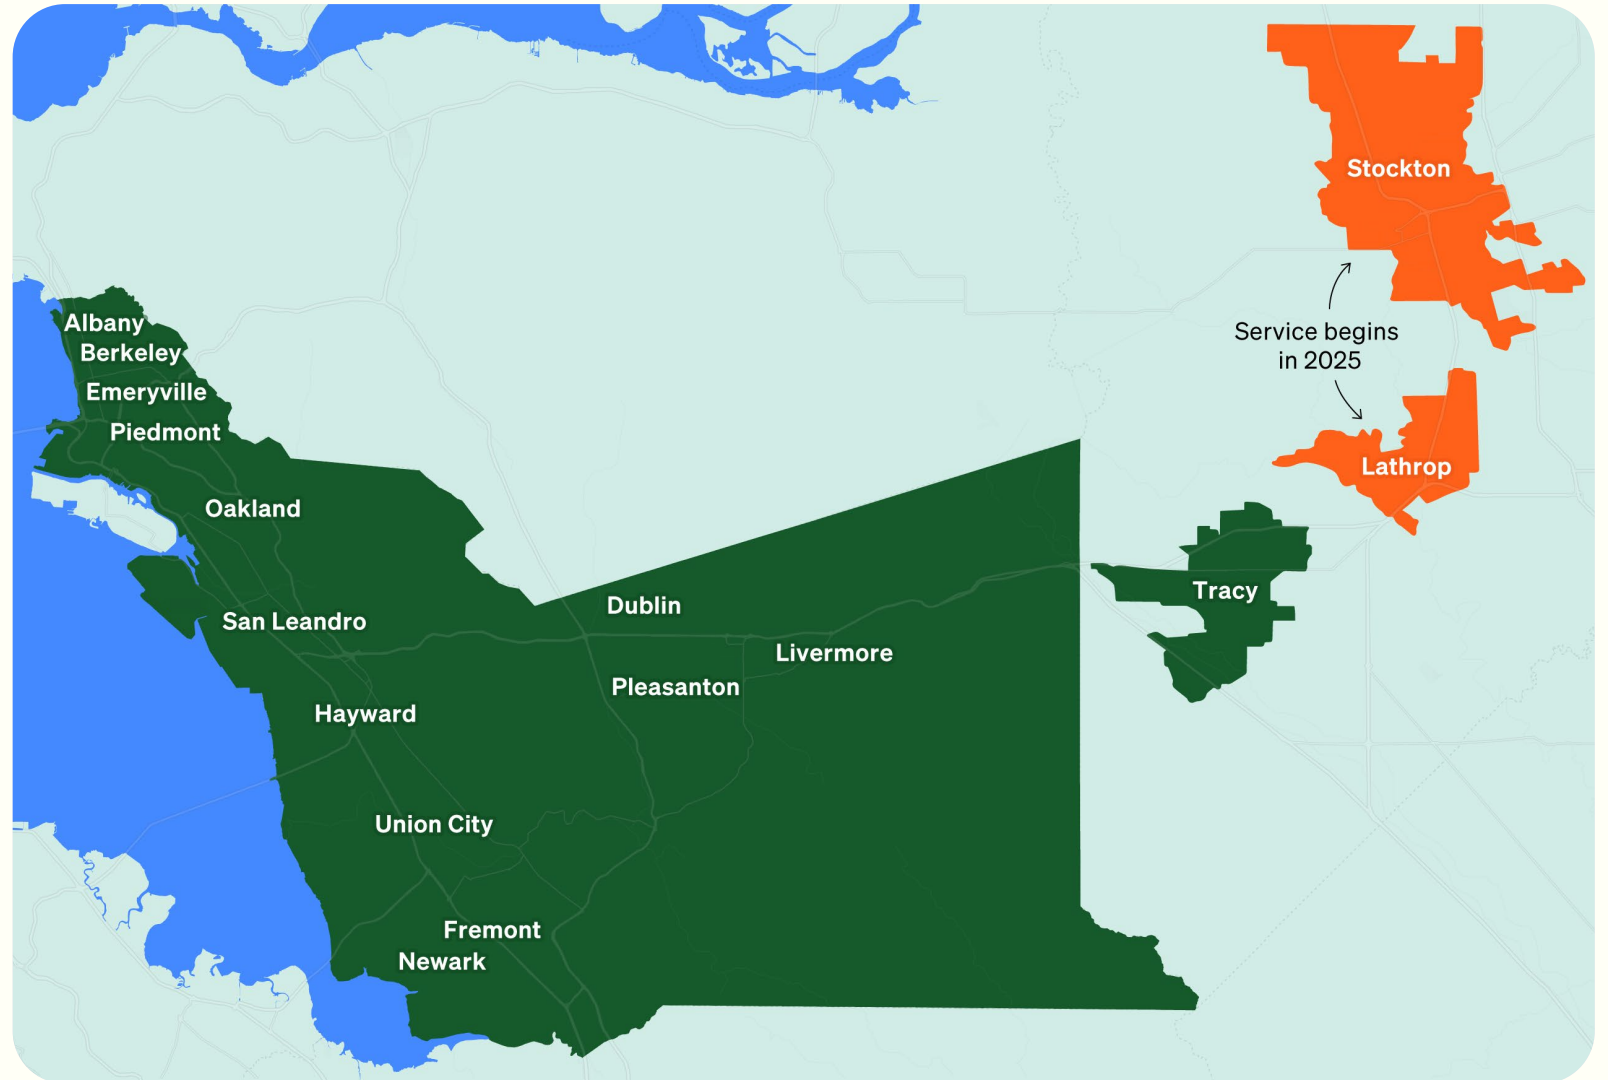 Stockton
Albany
Service begins
in 2025
Berkeley
Emeryville
Piedmont
Lathrop
Oakland
Tracy
Dublin
San Leandro
Livermore
Pleasanton
Hayward
Union City
Fremont
Newark